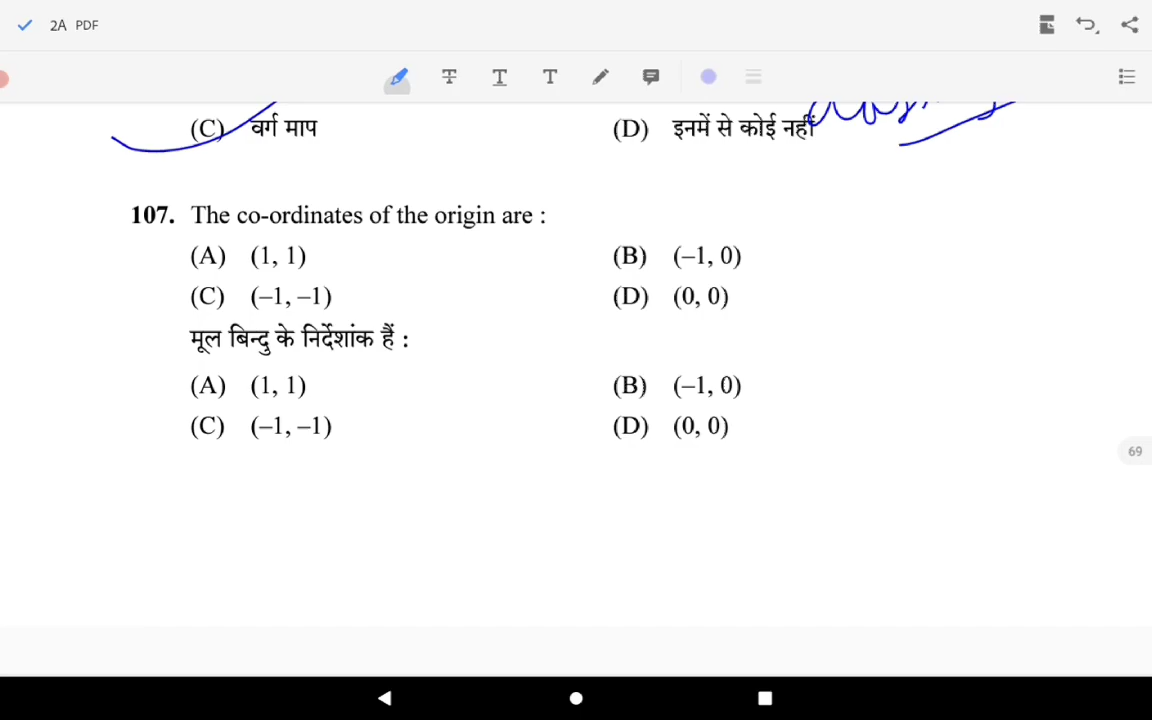 2A PDF
(C) वर्ग माप (D) इनमें से कोई नहीं
107. The co-ordinates of the origin are :
(A) (1, 1) (B) (–1, 0)
(C) (–1, –1) (D) (0, 0)
मूल बिन्दु के निर्देशांक हैं :
(A) (1, 1) (B) (–1, 0)
(C) (–1, –1) (D) (0, 0)
69